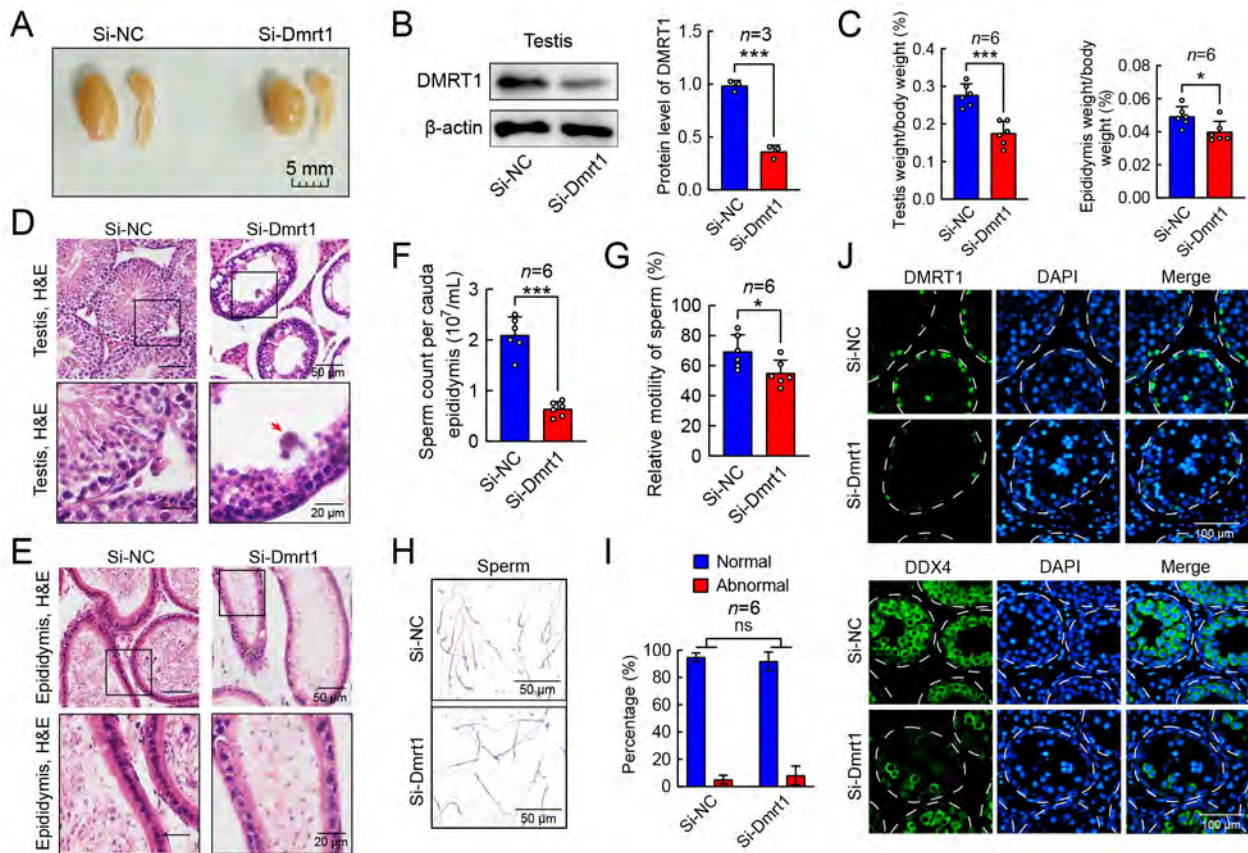 A
Si-NC
Si-Dmrt1
5 mm
B
Testis
DMRT1
β-actin
Si-NC
Si-Dmrt1
Protein level of DMRT1
n=3
***
1.5
1.0
0.5
0.0
Si-NC
Si-Dmrt1
C
Testis weight/body weight (%)
n=6
***
0.4
0.3
0.2
0.1
0.0
Si-NC
Si-Dmrt1
Epididymis weight/body
weight (%)
n=6
*
0.08
0.06
0.04
0.02
0.00
Si-NC
Si-Dmrt1
D
Si-NC
Si-Dmrt1
Testis, H&E
50 µm
Testis, H&E
20 µm
E
Si-NC
Si-Dmrt1
Epididymis, H&E
50 µm
Epididymis, H&E
20 µm
F
Sperm count per cauda
epididymis (10⁷/mL)
n=6
***
3
2
1
0
Si-NC
Si-Dmrt1
G
Relative motility of sperm (%)
n=6
*
100
80
60
40
20
0
Si-NC
Si-Dmrt1
H
Sperm
Si-NC
50 µm
Si-Dmrt1
50 µm
I
Normal
Abnormal
n=6
ns
Percentage (%)
100
80
60
40
20
0
Si-NC
Si-Dmrt1
J
DMRT1
DAPI
Merge
Si-NC
Si-Dmrt1
100 µm
DDX4
DAPI
Merge
Si-NC
Si-Dmrt1
100 µm